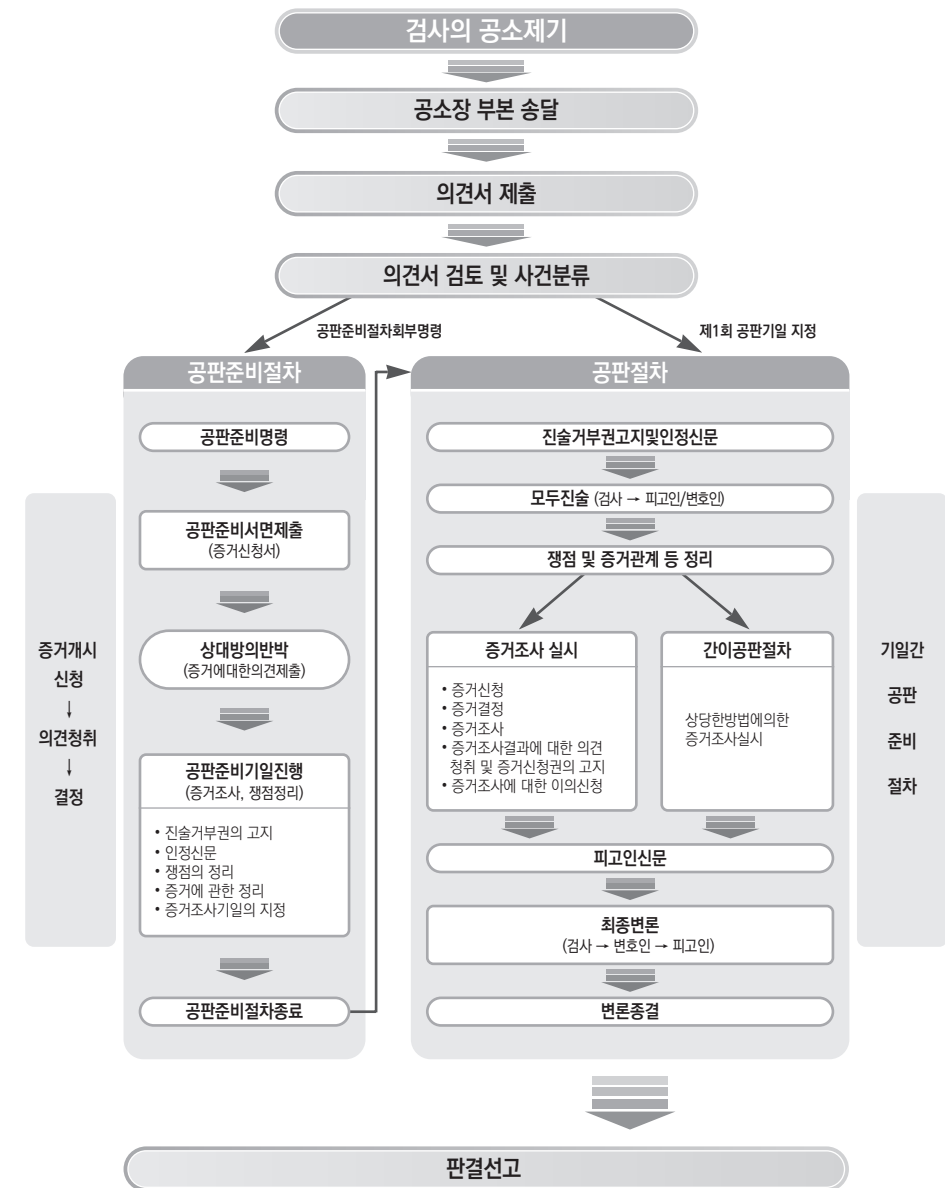 검사의 공소제기
공소장 부본 송달
의견서 제출
의견서 검토 및 사건분류
공판준비절차회부명령
제1회 공판기일 지정
공판준비절차
공판준비명령
공판준비서면제출
(증거신청서)
상대방의반박
(증거에대한의견제출)
공판준비기일진행
(증거조사, 쟁점정리)
• 진술거부권의 고지
• 인정신문
• 쟁점의 정리
• 증거에 관한 정리
• 증거조사기일의 지정
공판준비절차종료
증거개시
신청
↓
의견청취
↓
결정
공판절차
진술거부권고지및인정신문
모두진술 (검사 → 피고인/변호인)
쟁점 및 증거관계 등 정리
증거조사 실시
• 증거신청
• 증거결정
• 증거조사
• 증거조사결과에 대한 의견
청취 및 증거신청권의 고지
• 증거조사에 대한 이의신청
간이공판절차
상당한방법에의한
증거조사실시
피고인신문
최종변론
(검사 → 변호인 → 피고인)
변론종결
기일간
공판
준비
절차
판결선고